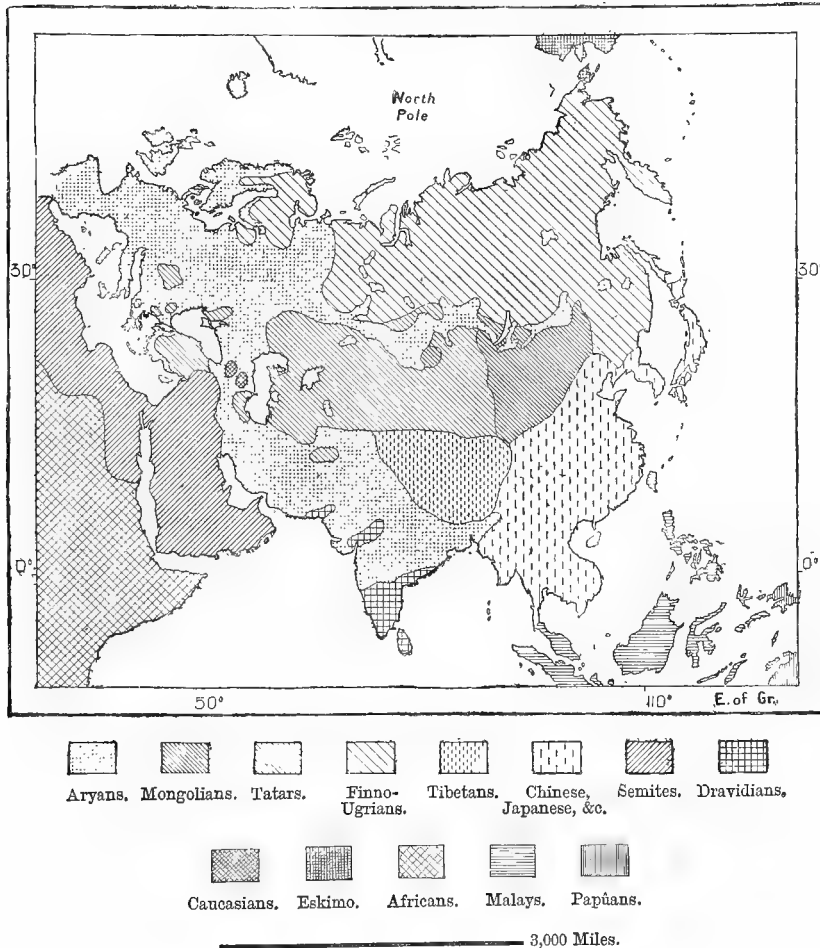 North
Pole
30°
30°
0°
0°
50°
110°
E. of Gr.
Aryans. Mongolians. Tatars. Finno-Ugrians. Tibetans. Chinese, Japanese, &c. Semites. Dravidians.
Caucasians. Eskimo. Africans. Malays. Papûans.
3,000 Miles.